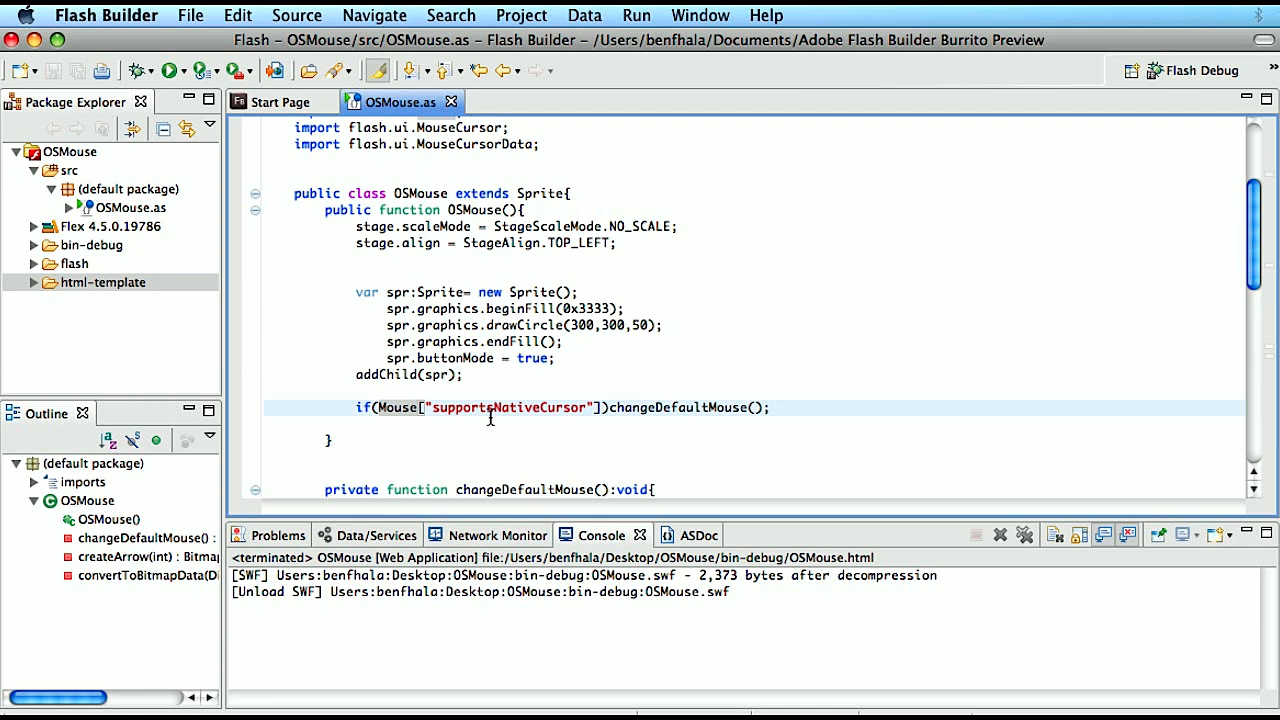 Flash Builder File Edit Source Navigate Search Project Data Run Window Help
Flash – OSMouse/src/OSMouse.as – Flash Builder – /Users/benfhala/Documents/Adobe Flash Builder Burrito Preview
Flash Debug
Package Explorer
Start Page
OSMouse.as
OSMouse
src
(default package)
OSMouse.as
Flex 4.5.0.19786
bin-debug
flash
html-template
import flash.ui.MouseCursor;
import flash.ui.MouseCursorData;
public class OSMouse extends Sprite{
public function OSMouse(){
stage.scaleMode = StageScaleMode.NO_SCALE;
stage.align = StageAlign.TOP_LEFT;
var spr:Sprite= new Sprite();
spr.graphics.beginFill(0x3333);
spr.graphics.drawCircle(300,300,50);
spr.graphics.endFill();
spr.buttonMode = true;
addChild(spr);
if(Mouse["supportsNativeCursor"])changeDefaultMouse();
}
private function changeDefaultMouse():void{
Outline
(default package)
imports
OSMouse
OSMouse()
changeDefaultMouse() :
createArrow(int) : Bitma
convertToBitmapData(Di
Problems
Data/Services
Network Monitor
Console
ASDoc
<terminated> OSMouse [Web Application] file:/Users/benfhala/Desktop/OSMouse/bin-debug/OSMouse.html
[SWF] Users:benfhala:Desktop:OSMouse:bin-debug:OSMouse.swf - 2,373 bytes after decompression
[Unload SWF] Users:benfhala:Desktop:OSMouse:bin-debug:OSMouse.swf